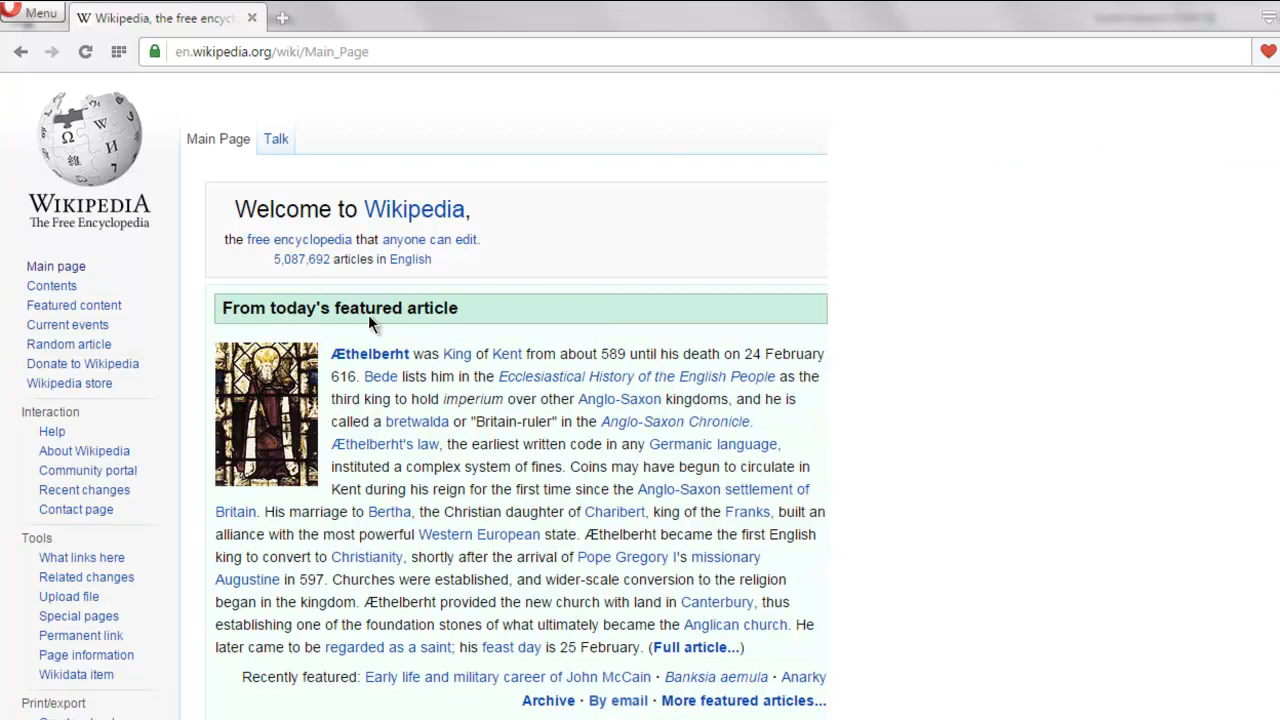 Menu
Wikipedia, the free encycl
en.wikipedia.org/wiki/Main_Page
WIKIPEDIA
The Free Encyclopedia
Main page
Contents
Featured content
Current events
Random article
Donate to Wikipedia
Wikipedia store
Interaction
Help
About Wikipedia
Community portal
Recent changes
Contact page
Tools
What links here
Related changes
Upload file
Special pages
Permanent link
Page information
Wikidata item
Print/export
Main Page
Talk
Welcome to Wikipedia,
the free encyclopedia that anyone can edit.
5,087,692 articles in English
From today's featured article
Æthelberht was King of Kent from about 589 until his death on 24 February
616. Bede lists him in the Ecclesiastical History of the English People as the
third king to hold imperium over other Anglo-Saxon kingdoms, and he is
called a bretwalda or "Britain-ruler" in the Anglo-Saxon Chronicle.
Æthelberht's law, the earliest written code in any Germanic language,
instituted a complex system of fines. Coins may have begun to circulate in
Kent during his reign for the first time since the Anglo-Saxon settlement of
Britain. His marriage to Bertha, the Christian daughter of Charibert, king of the Franks, built an
alliance with the most powerful Western European state. Æthelberht became the first English
king to convert to Christianity, shortly after the arrival of Pope Gregory I's missionary
Augustine in 597. Churches were established, and wider-scale conversion to the religion
began in the kingdom. Æthelberht provided the new church with land in Canterbury, thus
establishing one of the foundation stones of what ultimately became the Anglican church. He
later came to be regarded as a saint; his feast day is 25 February. (Full article...)
Recently featured: Early life and military career of John McCain · Banksia aemula · Anarky
Archive · By email · More featured articles...